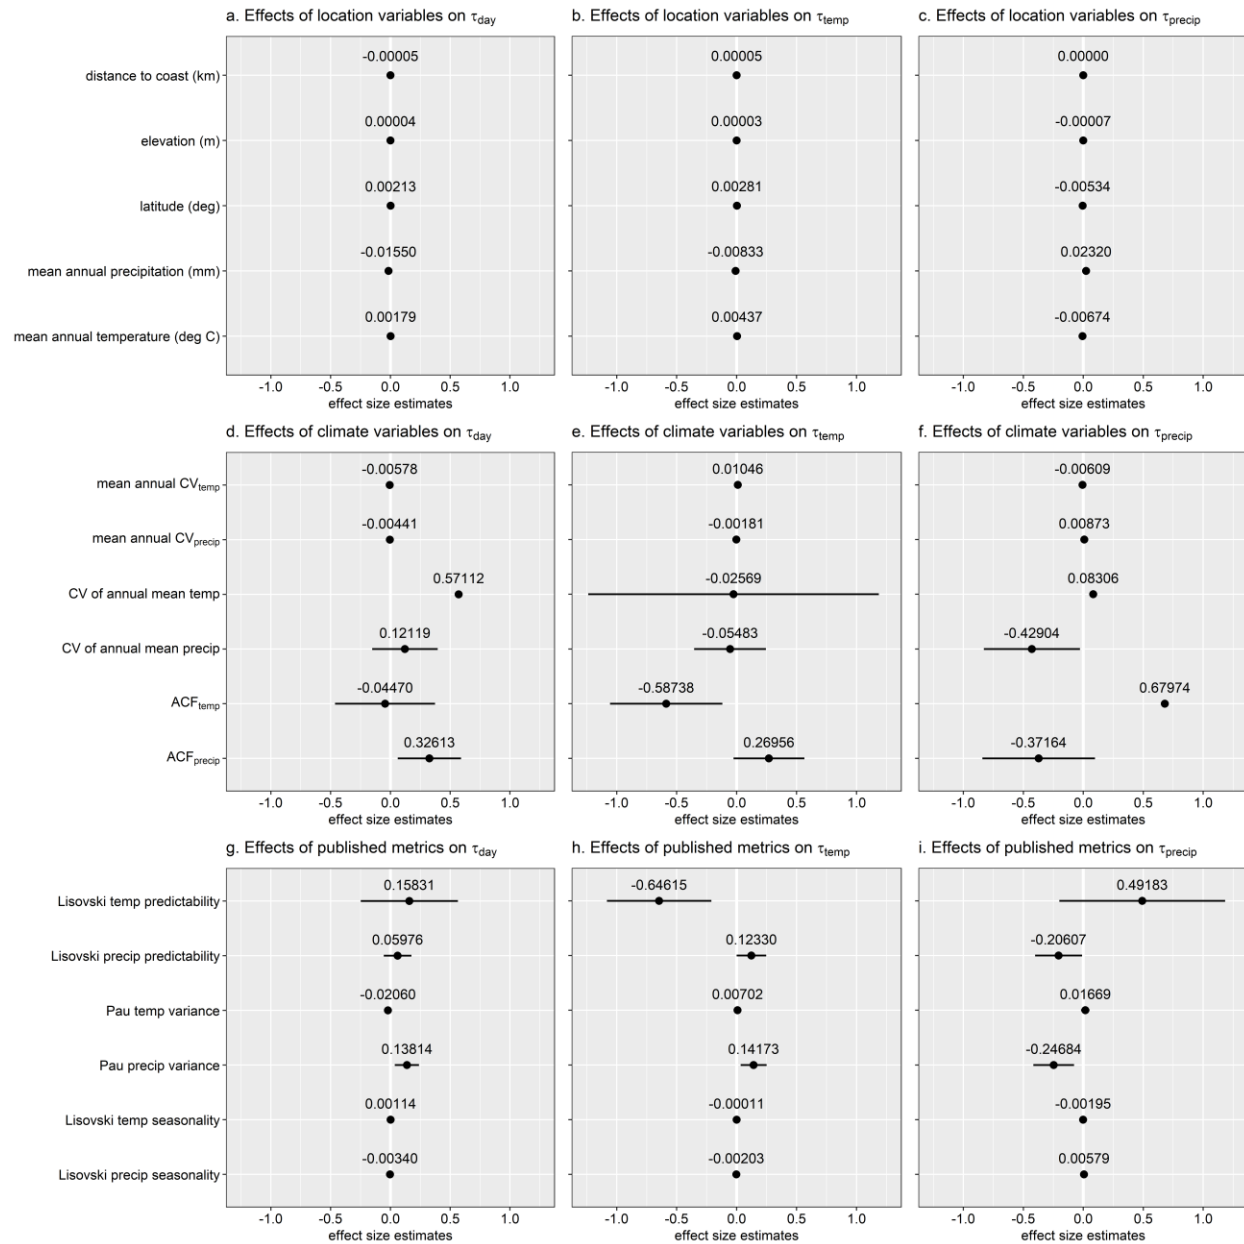 a. Effects of location variables on τday
b. Effects of location variables on τtemp
c. Effects of location variables on τprecip
distance to coast (km) -0.00005 0.00005 0.00000
elevation (m) 0.00004 0.00003 -0.00007
latitude (deg) 0.00213 0.00281 -0.00534
mean annual precipitation (mm) -0.01550 -0.00833 0.02320
mean annual temperature (deg C) 0.00179 0.00437 -0.00674
-1.0 -0.5 0.0 0.5 1.0 -1.0 -0.5 0.0 0.5 1.0 -1.0 -0.5 0.0 0.5 1.0
effect size estimates effect size estimates effect size estimates
d. Effects of climate variables on τday
e. Effects of climate variables on τtemp
f. Effects of climate variables on τprecip
mean annual CVtemp -0.00578 0.01046 -0.00609
mean annual CVprecip -0.00441 -0.00181 0.00873
CV of annual mean temp 0.57112 -0.02569 0.08306
CV of annual mean precip 0.12119 -0.05483 -0.42904
ACFtemp -0.04470 -0.58738 0.67974
ACFprecip 0.32613 0.26956 -0.37164
-1.0 -0.5 0.0 0.5 1.0 -1.0 -0.5 0.0 0.5 1.0 -1.0 -0.5 0.0 0.5 1.0
effect size estimates effect size estimates effect size estimates
g. Effects of published metrics on τday
h. Effects of published metrics on τtemp
i. Effects of published metrics on τprecip
Lisovski temp predictability 0.15831 -0.64615 0.49183
Lisovski precip predictability 0.05976 0.12330 -0.20607
Pau temp variance -0.02060 0.00702 0.01669
Pau precip variance 0.13814 0.14173 -0.24684
Lisovski temp seasonality 0.00114 -0.00011 -0.00195
Lisovski precip seasonality -0.00340 -0.00203 0.00579
-1.0 -0.5 0.0 0.5 1.0 -1.0 -0.5 0.0 0.5 1.0 -1.0 -0.5 0.0 0.5 1.0
effect size estimates effect size estimates effect size estimates